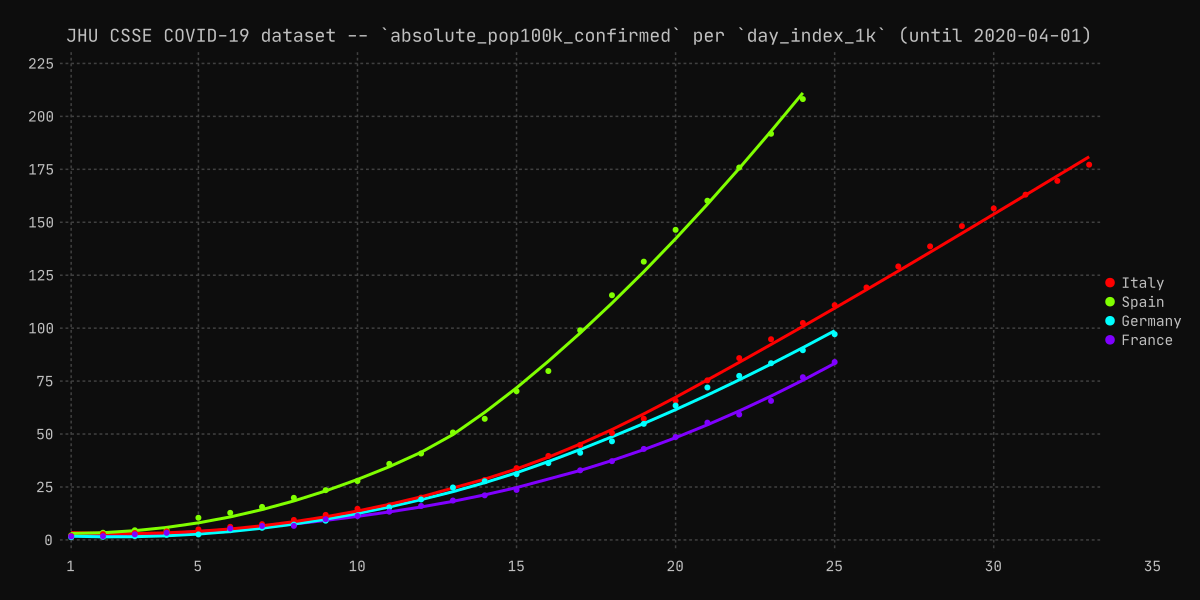 JHU CSSE COVID-19 dataset -- `absolute_pop100k_confirmed` per `day_index_1k` (until 2020-04-01)
225
200
175
150
125
100
75
50
25
0
1 5 10 15 20 25 30 35
Italy
Spain
Germany
France